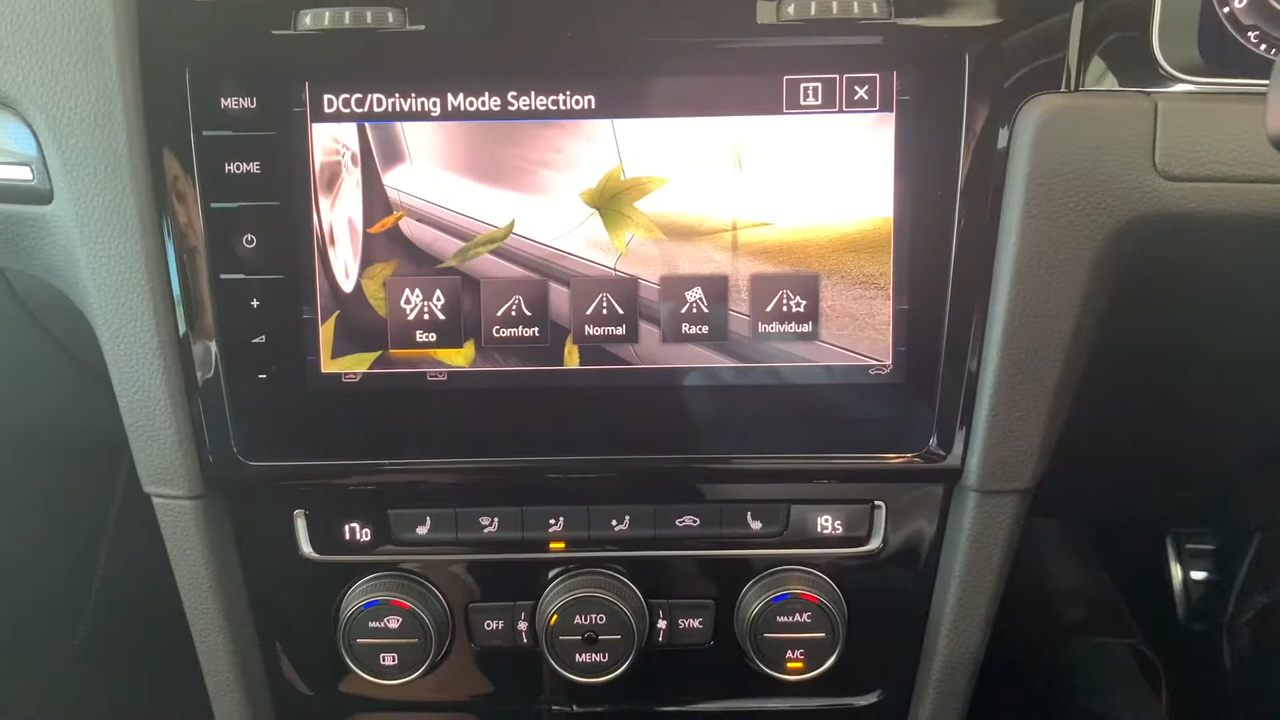 MENU
HOME
+
-
DCC/Driving Mode Selection
i
Eco
Comfort
Normal
Race
Individual
17.0
19.5
MAX
OFF
AUTO
MENU
SYNC
MAX A/C
A/C
°C